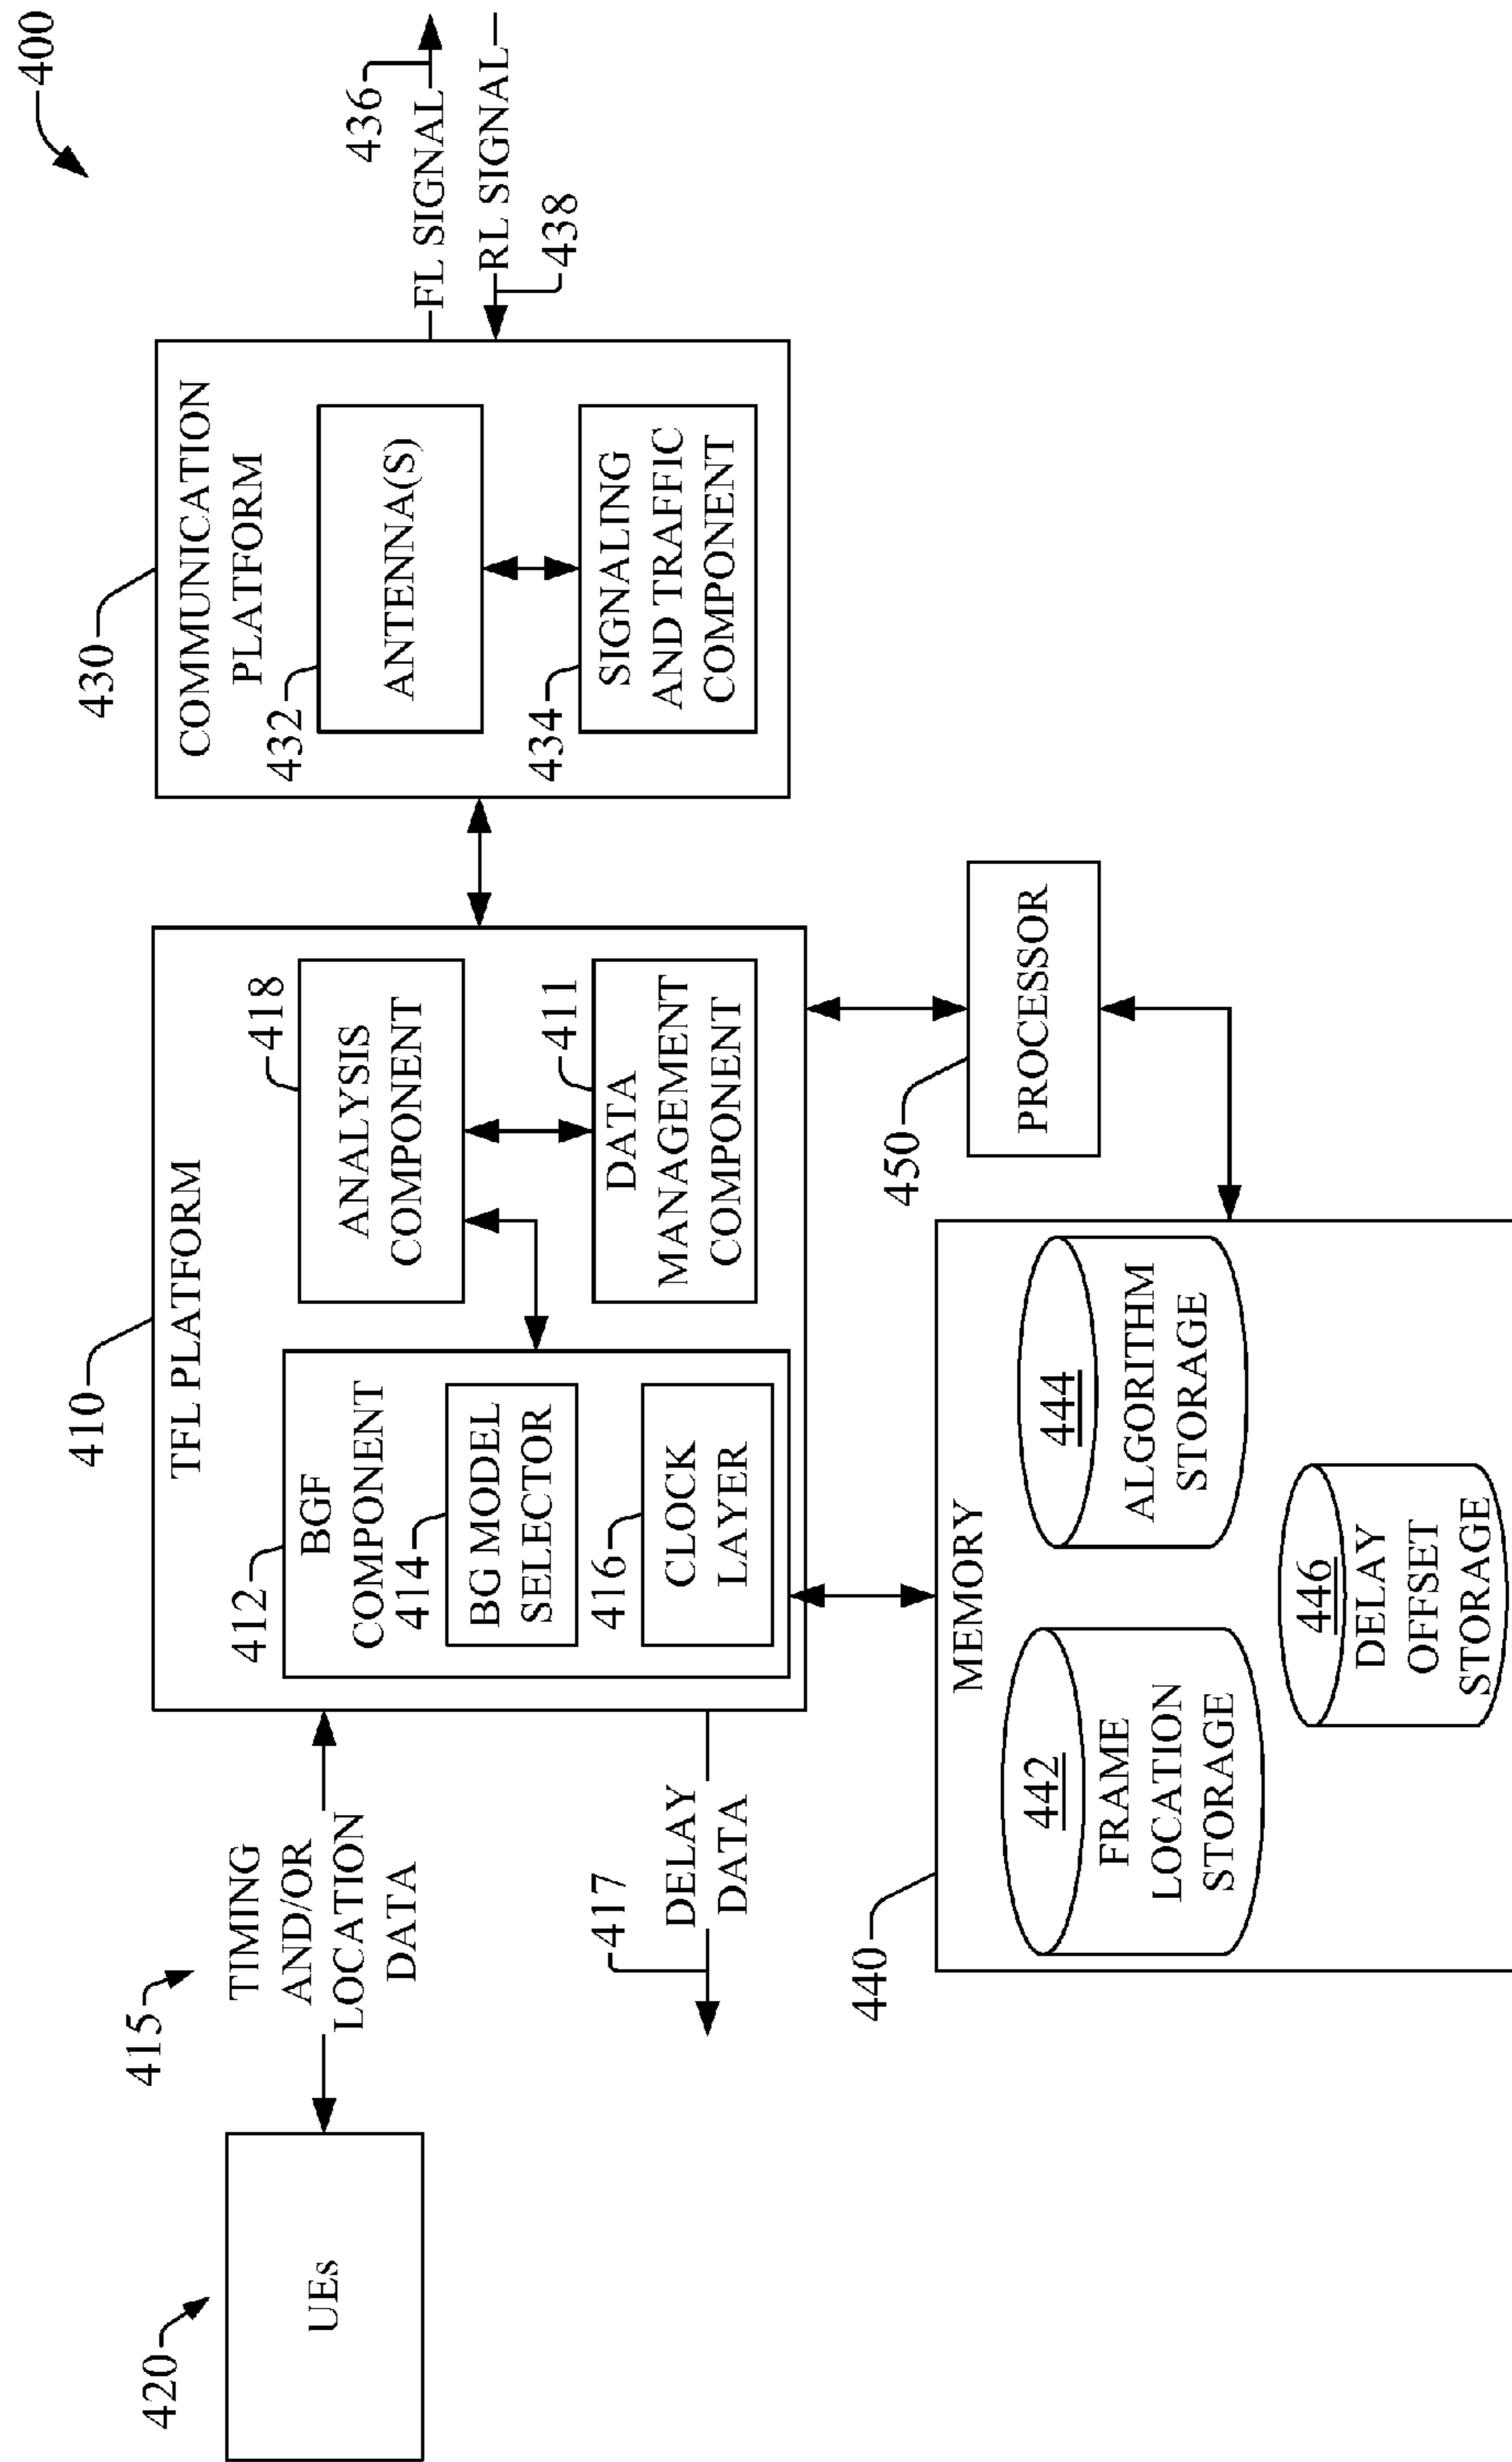 400
420
UEs
415
TIMING
AND/OR
LOCATION
DATA
417
DELAY
DATA
410
TFL PLATFORM
412
BGF
COMPONENT
414
BG MODEL
SELECTOR
416
CLOCK
LAYER
418
ANALYSIS
COMPONENT
411
DATA
MANAGEMENT
COMPONENT
430
COMMUNICATION
PLATFORM
432
ANTENNA(S)
434
SIGNALING
AND TRAFFIC
COMPONENT
436
FL SIGNAL
RL SIGNAL
438
440
MEMORY
442
FRAME
LOCATION
STORAGE
444
ALGORITHM
STORAGE
446
DELAY
OFFSET
STORAGE
450
PROCESSOR